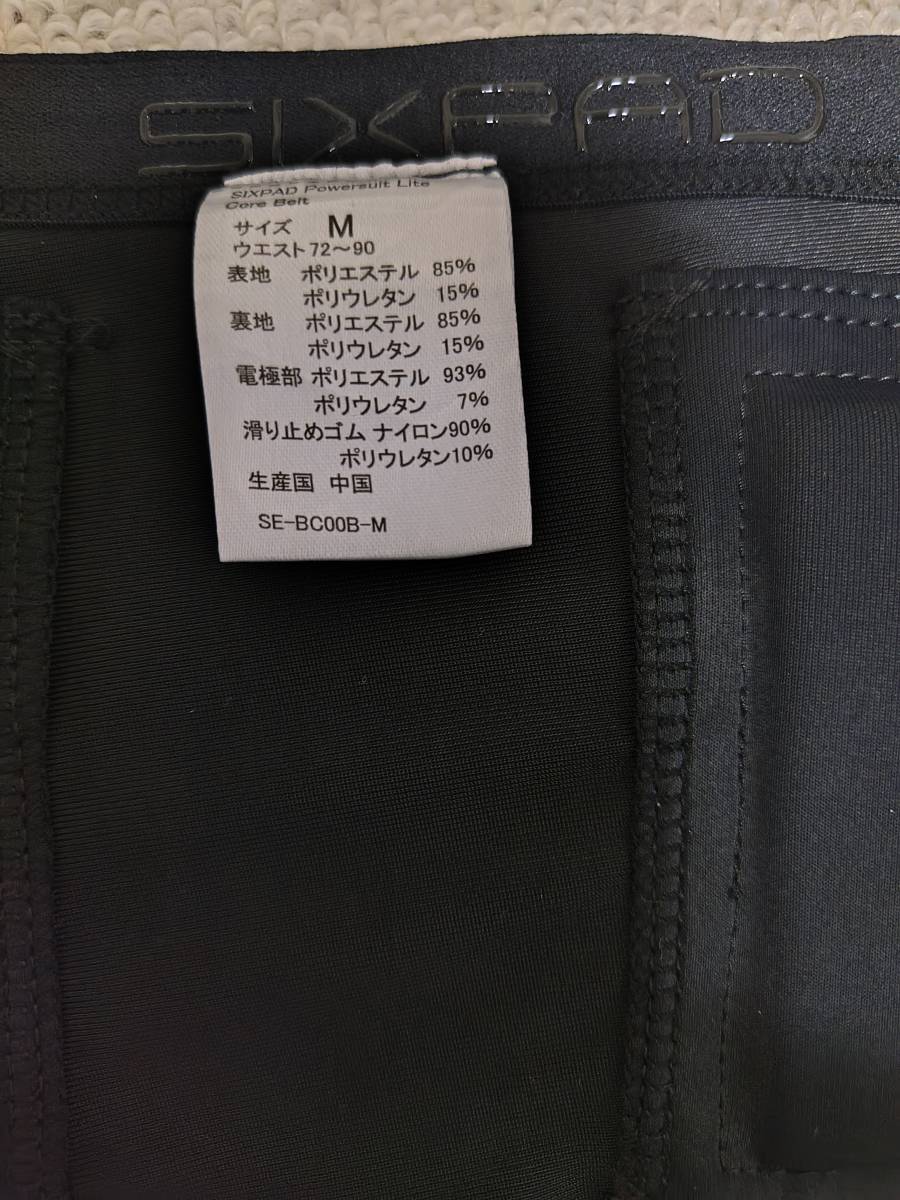 SIXPAD
SIXPAD Powersuit Lite
Core Belt
サイズ M
ウエスト72～90
表地 ポリエステル 85%
ポリウレタン 15%
裏地 ポリエステル 85%
ポリウレタン 15%
電極部 ポリエステル 93%
ポリウレタン 7%
滑り止めゴム ナイロン90%
ポリウレタン10%
生産国 中国
SE-BC00B-M